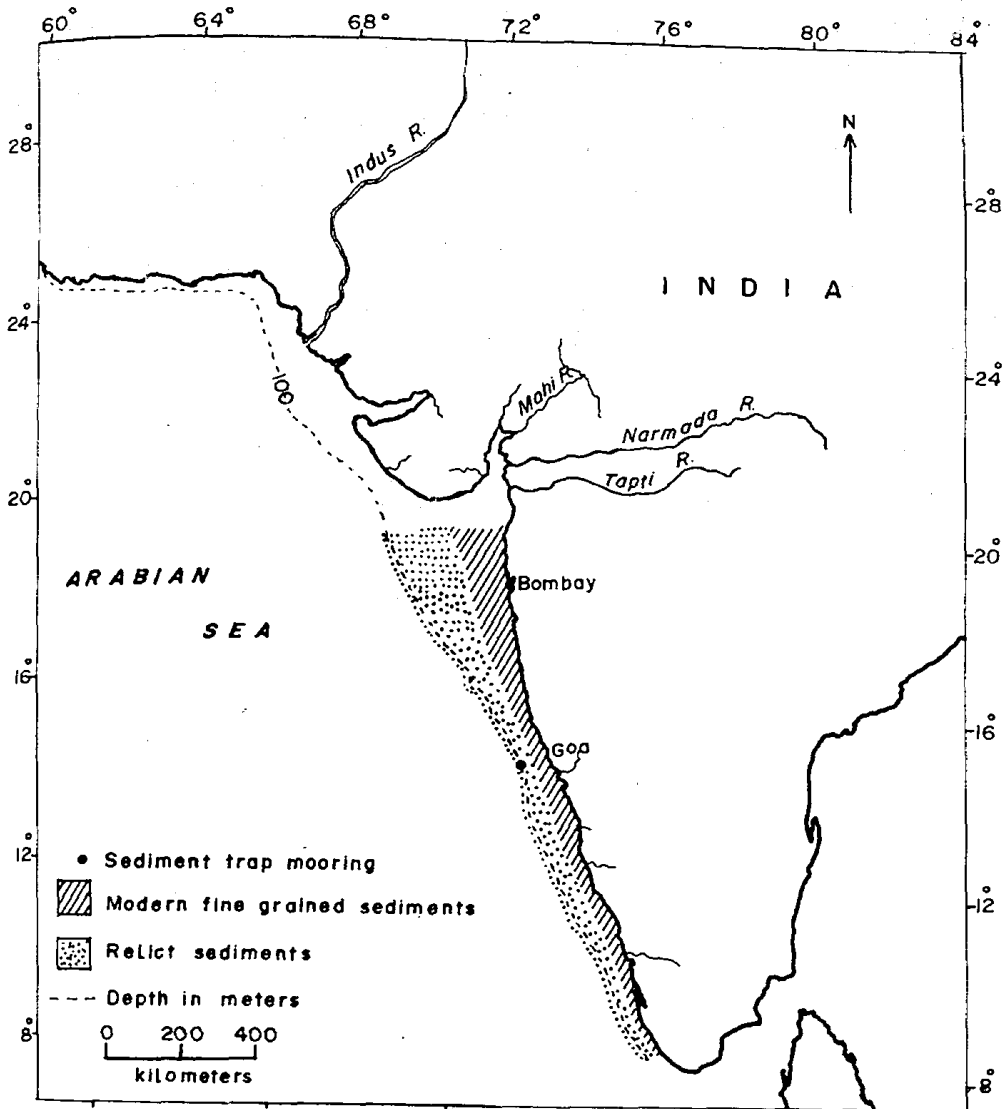 60° 64° 68° 72° 76° 80° 84
N
28°
Indus R.
28°
INDIA
24°
24°
100
Mahi R.
Narmada R.
Tapti R.
20°
20°
ARABIAN
SEA
Bombay
16°
16°
Goa
Sediment trap mooring
12°
Modern fine grained sediments
12°
Relict sediments
Depth in meters
8°
0 200 400
kilometers
8°